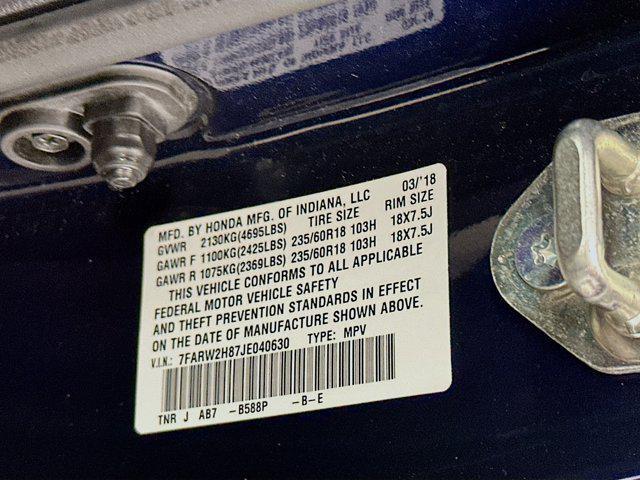 MFD. BY HONDA MFG. OF INDIANA, LLC 03/'18
GVWR 2130KG(4695LBS) TIRE SIZE RIM SIZE
GAWR F 1100KG(2425LBS) 235/60R18 103H 18X7.5J
GAWR R 1075KG(2369LBS) 235/60R18 103H 18X7.5J
THIS VEHICLE CONFORMS TO ALL APPLICABLE
FEDERAL MOTOR VEHICLE SAFETY
AND THEFT PREVENTION STANDARDS IN EFFECT
ON THE DATE OF MANUFACTURE SHOWN ABOVE.
V.I.N.: 7FARW2H87JE040630 TYPE: MPV
TNR J AB7 -B588P -B-E